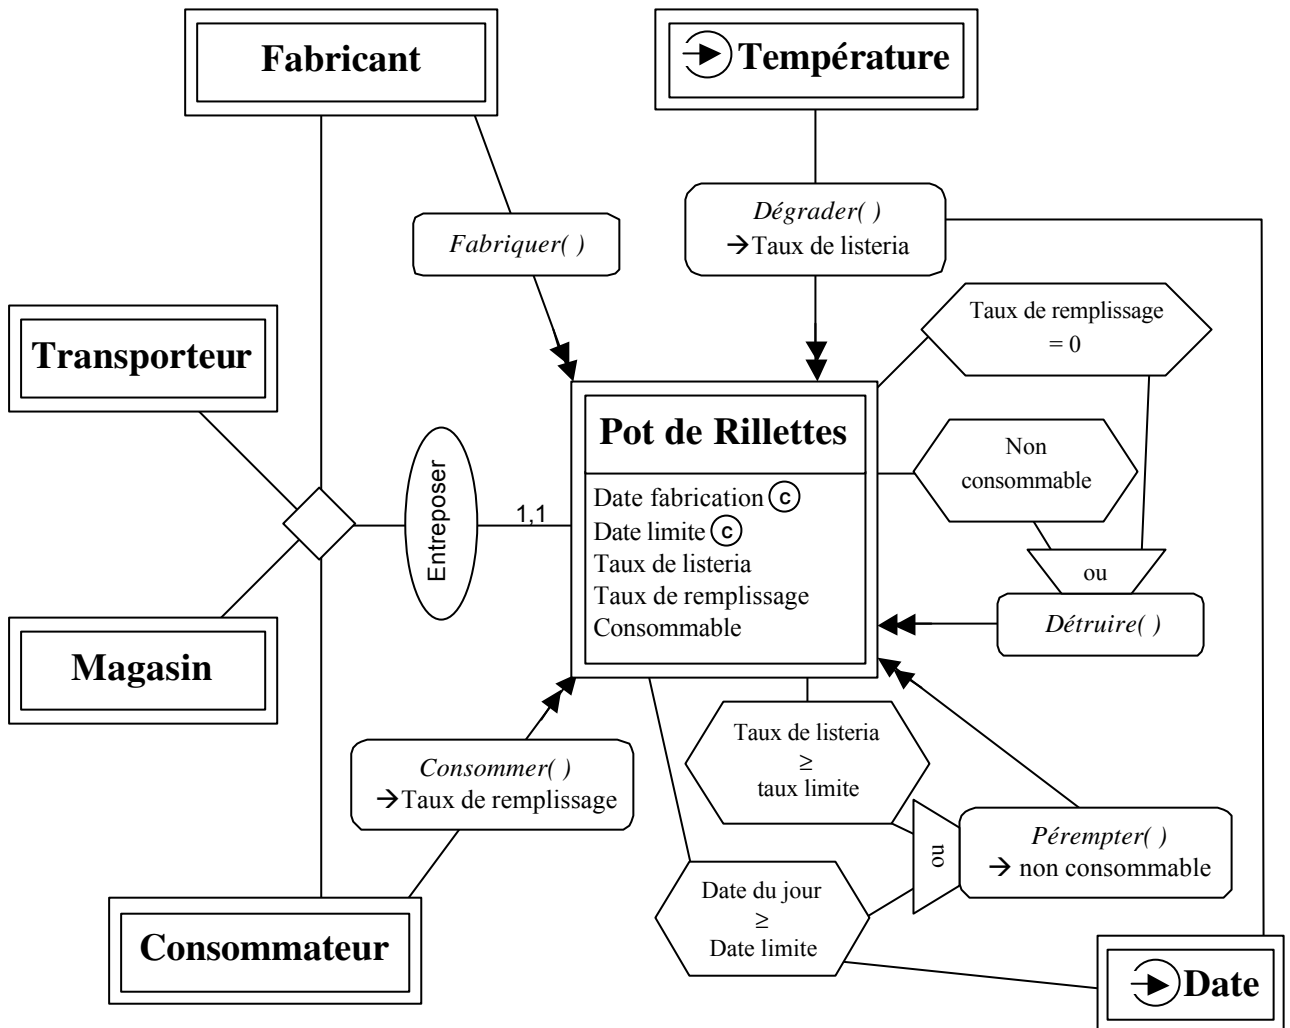 Fabricant
Température
Dégrader( )
→Taux de listeria
Fabriquer( )
Taux de remplissage
= 0
Transporteur
Pot de Rillettes
Non
consommable
Entreposer
1,1
Date fabrication c
Date limite c
Taux de listeria
Taux de remplissage
Consommable
ou
Détruire( )
Magasin
Taux de listeria
≥
taux limite
Consommer( )
→Taux de remplissage
ou
Pérempter( )
→ non consommable
Date du jour
≥
Date limite
Consommateur
Date